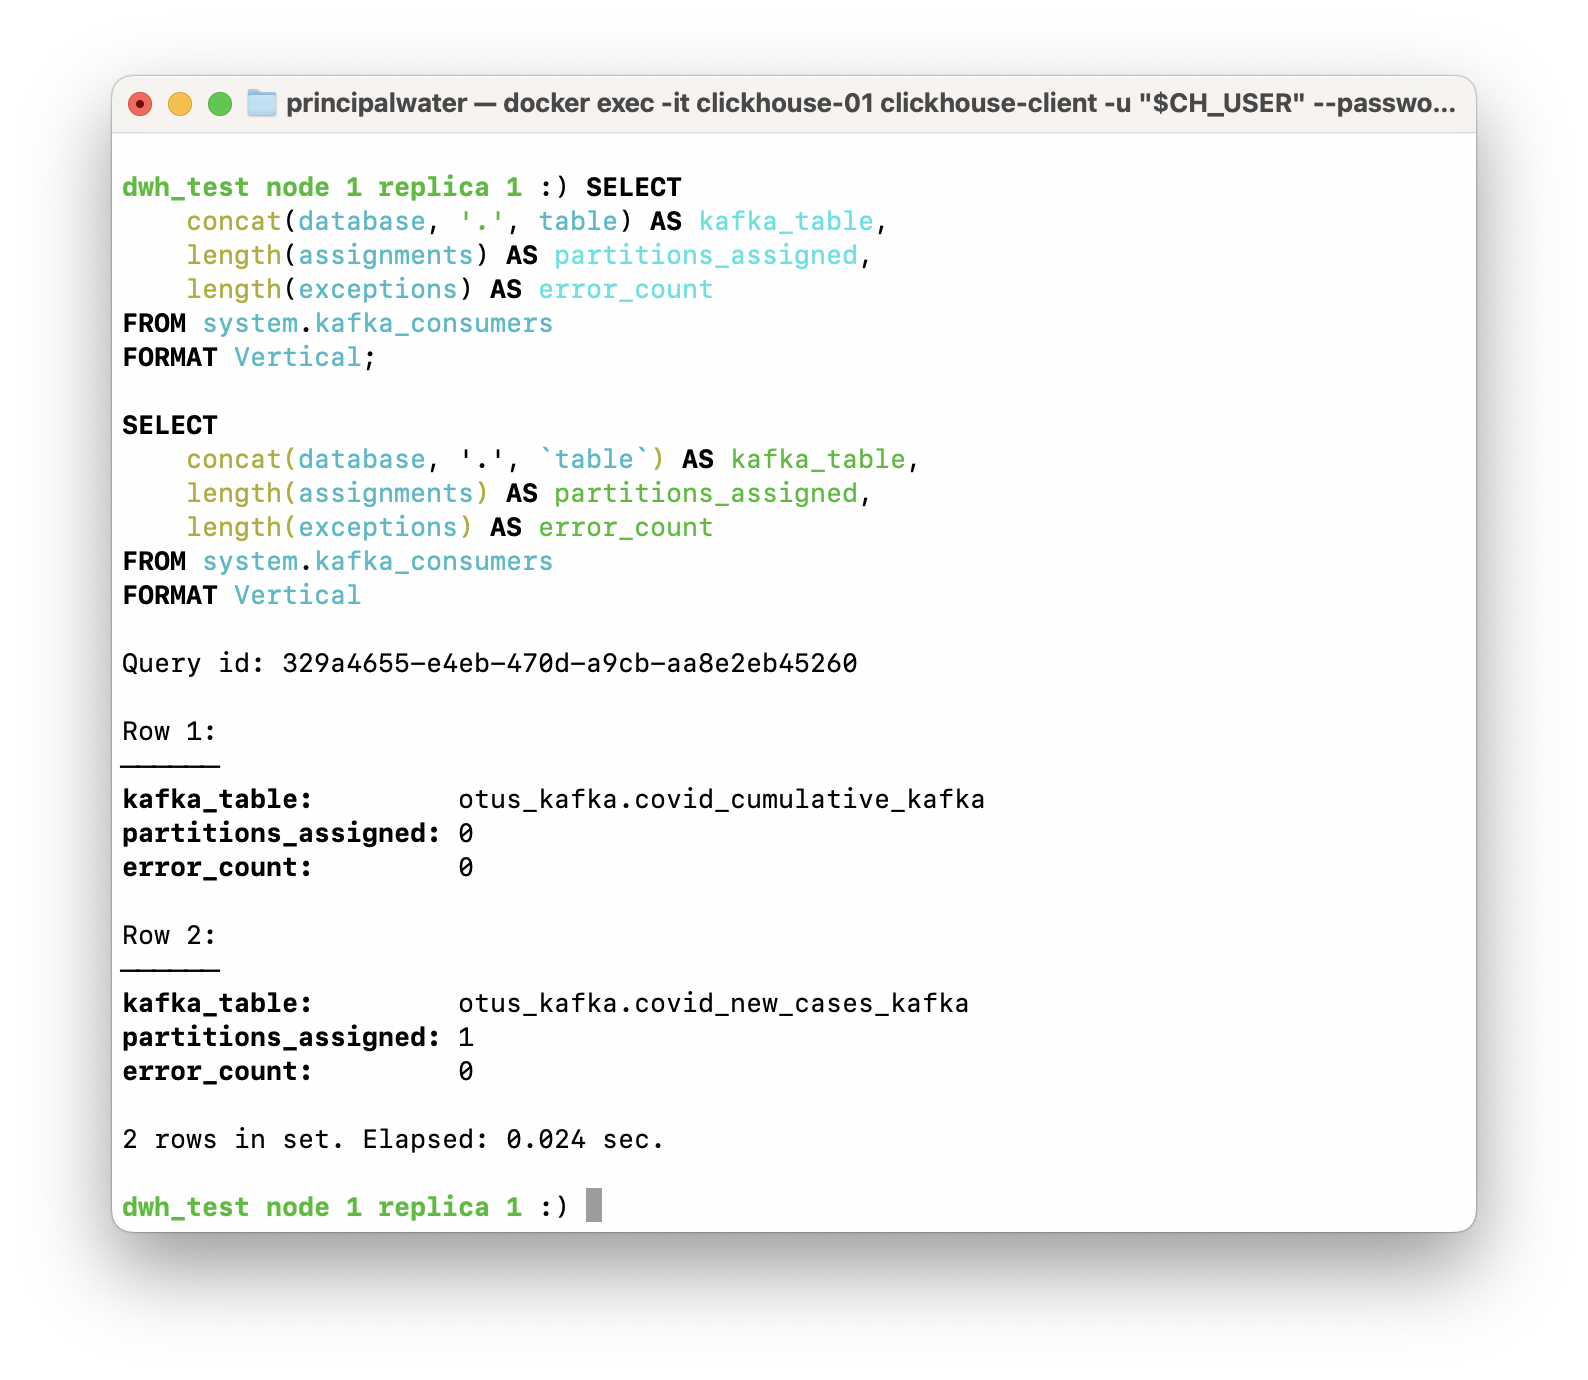 principalwater — docker exec -it clickhouse-01 clickhouse-client -u "$CH_USER" --passwo...
dwh_test node 1 replica 1 :) SELECT
    concat(database, '.', table) AS kafka_table,
    length(assignments) AS partitions_assigned,
    length(exceptions) AS error_count
FROM system.kafka_consumers
FORMAT Vertical;
SELECT
    concat(database, '.', `table`) AS kafka_table,
    length(assignments) AS partitions_assigned,
    length(exceptions) AS error_count
FROM system.kafka_consumers
FORMAT Vertical
Query id: 329a4655-e4eb-470d-a9cb-aa8e2eb45260
Row 1:
──────
kafka_table:         otus_kafka.covid_cumulative_kafka
partitions_assigned: 0
error_count:         0
Row 2:
──────
kafka_table:         otus_kafka.covid_new_cases_kafka
partitions_assigned: 1
error_count:         0
2 rows in set. Elapsed: 0.024 sec.
dwh_test node 1 replica 1 :)